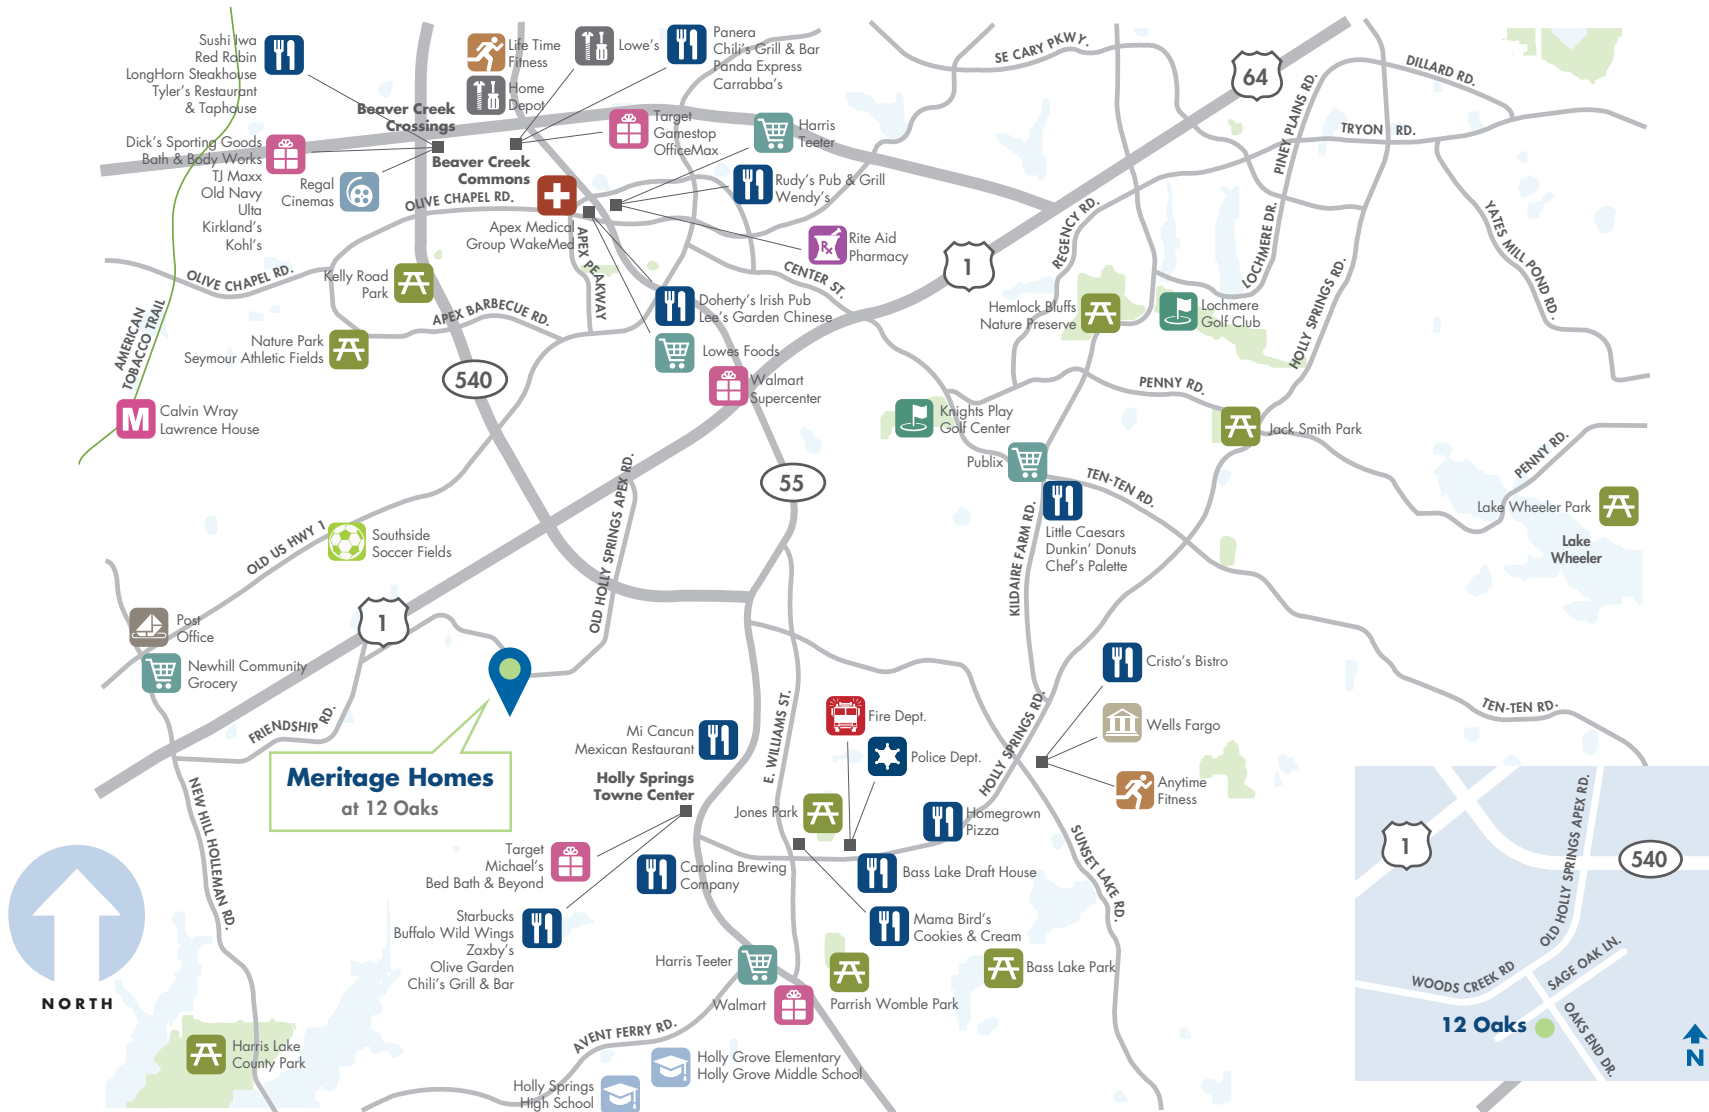 Sushi Iwa
Red Robin
LongHorn Steakhouse
Tyler's Restaurant
& Taphouse
Life Time
Fitness
Lowe's
Panera
Chili's Grill & Bar
Panda Express
Carrabba's
Home
Depot
Beaver Creek
Crossings
Target
Gamestop
OfficeMax
Harris
Teeter
SE CARY PKWY.
64
PINEY PLAINS RD.
DILLARD RD.
TRYON RD.
Dick's Sporting Goods
Bath & Body Works
TJ Maxx
Old Navy
Ulta
Kirkland's
Kohl's
Regal
Cinemas
Beaver Creek
Commons
OLIVE CHAPEL RD.
Apex Medical
Group WakeMed
Rudy's Pub & Grill
Wendy's
Rx
Rite Aid
Pharmacy
APEX PEAKWAY
CENTER ST.
1
REGENCY RD.
LOCHMERE DR.
HOLLY SPRINGS RD.
YATES MILL POND RD.
OLIVE CHAPEL RD.
Kelly Road
Park
APEX BARBECUE RD.
Doherty's Irish Pub
Lee's Garden Chinese
Hemlock Bluffs
Nature Preserve
Lochmere
Golf Club
AMERICAN
TOBACCO TRAIL
Nature Park
Seymour Athletic Fields
Lowes Foods
540
Walmart
Supercenter
PENNY RD.
M
Calvin Wray
Lawrence House
Knights Play
Golf Center
Jack Smith Park
PENNY RD.
Publix
TEN-TEN RD.
55
OLD HOLLY SPRINGS APEX RD.
Little Caesars
Dunkin' Donuts
Chef's Palette
KILDAIRE FARM RD.
Lake Wheeler Park
Lake
Wheeler
OLD US HWY 1
Southside
Soccer Fields
1
Post
Office
Newhill Community
Grocery
FRIENDSHIP RD.
Meritage Homes
at 12 Oaks
NEW HILL HOLLEMAN RD.
Mi Cancun
Mexican Restaurant
Holly Springs
Towne Center
E. WILLIAMS ST.
Fire Dept.
Police Dept.
Jones Park
HOLLY SPRINGS RD.
Cristo's Bistro
Wells Fargo
Anytime
Fitness
TEN-TEN RD.
Homegrown
Pizza
SUNSET LAKE RD.
Target
Michael's
Bed Bath & Beyond
Carolina Brewing
Company
Bass Lake Draft House
Starbucks
Buffalo Wild Wings
Zaxby's
Olive Garden
Chili's Grill & Bar
Mama Bird's
Cookies & Cream
Harris Teeter
Bass Lake Park
Walmart
Parrish Womble Park
NORTH
AVENT FERRY RD.
Harris Lake
County Park
Holly Grove Elementary
Holly Grove Middle School
Holly Springs
High School
1
540
OLD HOLLY SPRINGS APEX RD.
WOODS CREEK RD
SAGE OAK LN.
12 Oaks
OAKS END DR.
N